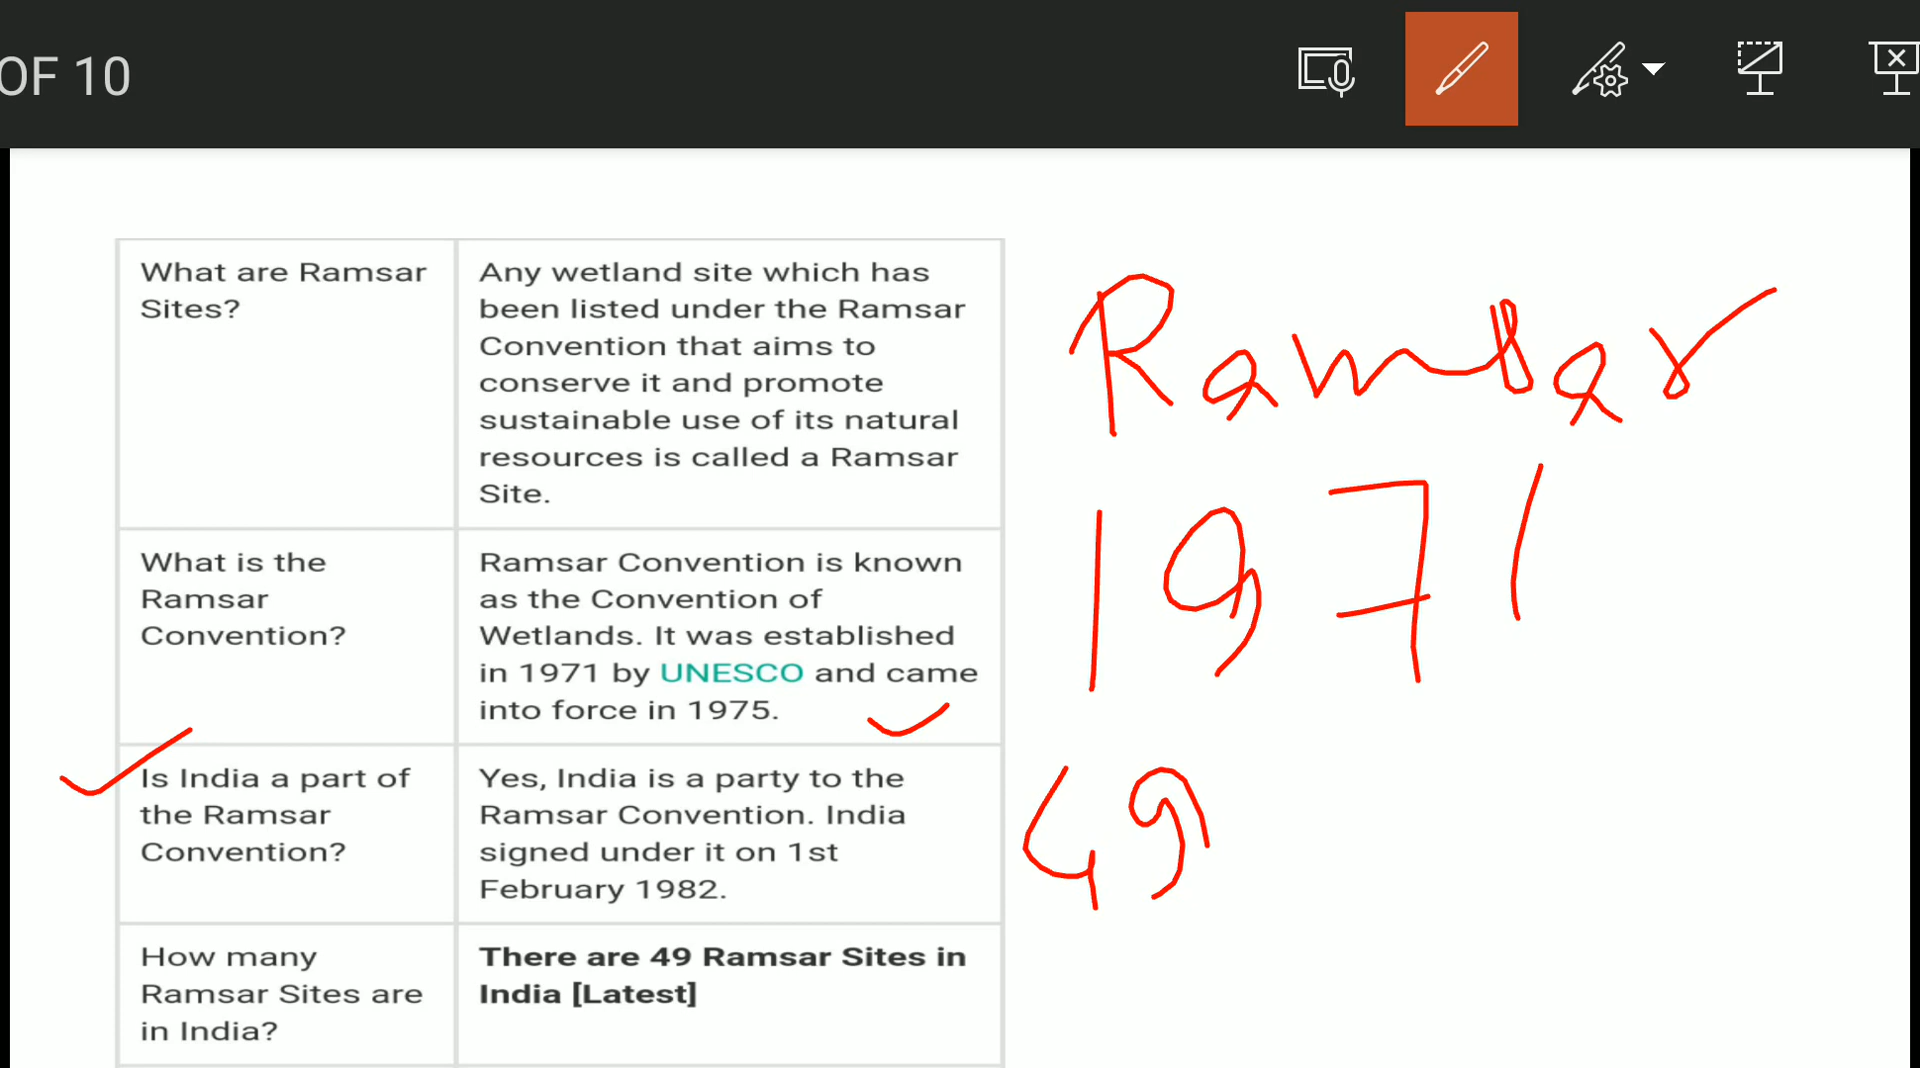 OF 10
What are Ramsar
Sites?
Any wetland site which has
been listed under the Ramsar
Convention that aims to
conserve it and promote
sustainable use of its natural
resources is called a Ramsar
Site.
What is the
Ramsar
Convention?
Ramsar Convention is known
as the Convention of
Wetlands. It was established
in 1971 by UNESCO and came
into force in 1975.
Is India a part of
the Ramsar
Convention?
Yes, India is a party to the
Ramsar Convention. India
signed under it on 1st
February 1982.
How many
Ramsar Sites are
in India?
There are 49 Ramsar Sites in
India [Latest]
Ramsar
1971
49